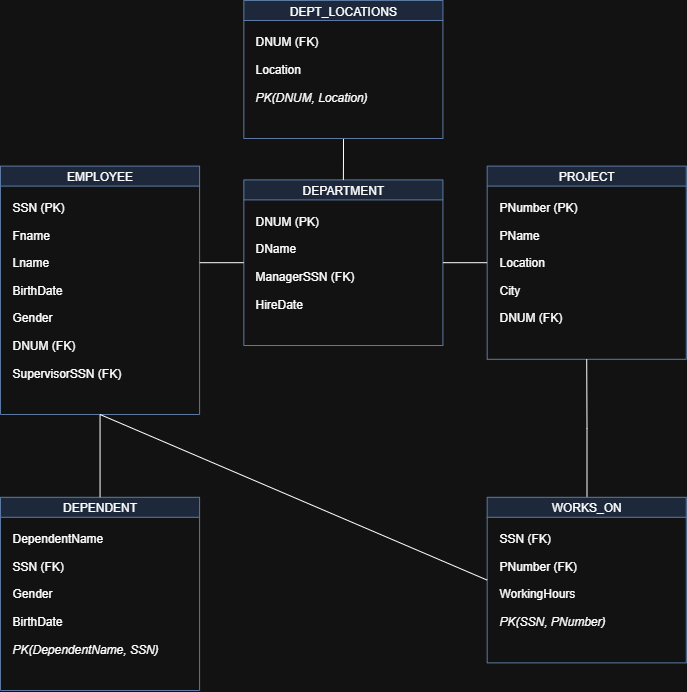 DEPT_LOCATIONS
DNUM (FK)
Location
PK(DNUM, Location)
EMPLOYEE
SSN (PK)
Fname
Lname
BirthDate
Gender
DNUM (FK)
SupervisorSSN (FK)
DEPARTMENT
DNUM (PK)
DName
ManagerSSN (FK)
HireDate
PROJECT
PNumber (PK)
PName
Location
City
DNUM (FK)
DEPENDENT
DependentName
SSN (FK)
Gender
BirthDate
PK(DependentName, SSN)
WORKS_ON
SSN (FK)
PNumber (FK)
WorkingHours
PK(SSN, PNumber)